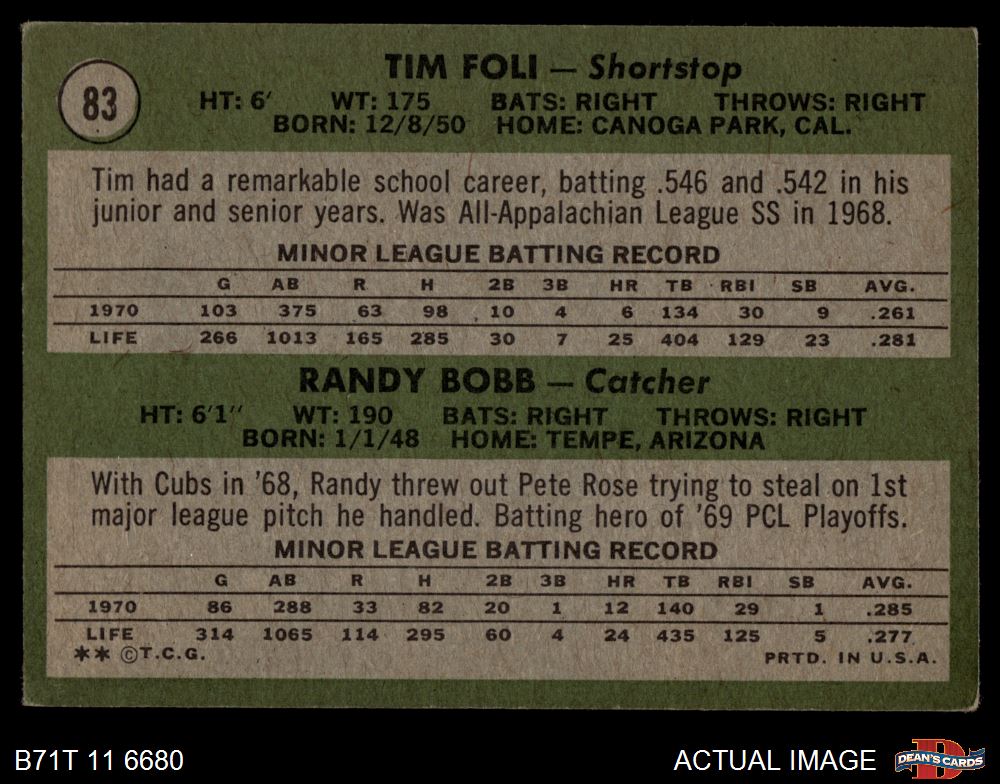 83
TIM FOLI — Shortstop
HT: 6' WT: 175 BATS: RIGHT THROWS: RIGHT
BORN: 12/8/50 HOME: CANOGA PARK, CAL.
Tim had a remarkable school career, batting .546 and .542 in his
junior and senior years. Was All-Appalachian League SS in 1968.
MINOR LEAGUE BATTING RECORD
G AB R H 2B 3B HR TB RBI SB AVG.
1970 103 375 63 98 10 4 6 134 30 9 .261
LIFE 266 1013 165 285 30 7 25 404 129 23 .281
RANDY BOBB — Catcher
HT: 6'1" WT: 190 BATS: RIGHT THROWS: RIGHT
BORN: 1/1/48 HOME: TEMPE, ARIZONA
With Cubs in '68, Randy threw out Pete Rose trying to steal on 1st
major league pitch he handled. Batting hero of '69 PCL Playoffs.
MINOR LEAGUE BATTING RECORD
G AB R H 2B 3B HR TB RBI SB AVG.
1970 86 288 33 82 20 1 12 140 29 1 .285
LIFE 314 1065 114 295 60 4 24 435 125 5 .277
** ©T.C.G. PRTD. IN U.S.A.
B71T 11 6680 ACTUAL IMAGE DEAN'S CARDS